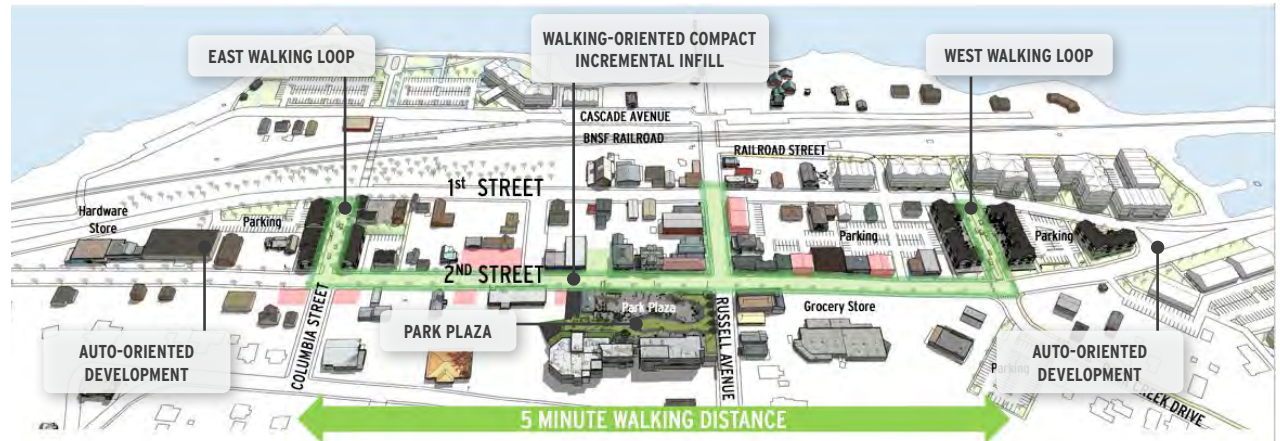 EAST WALKING LOOP
WALKING-ORIENTED COMPACT
INCREMENTAL INFILL
WEST WALKING LOOP
CASCADE AVENUE
BNSF RAILROAD
RAILROAD STREET
1st STREET
Hardware
Store
Parking
Parking
Parking
2ND STREET
COLUMBIA STREET
PARK PLAZA
Park Plaza
RUSSELL AVENUE
Grocery Store
AUTO-ORIENTED
DEVELOPMENT
Parking
AUTO-ORIENTED
DEVELOPMENT
CREEK DRIVE
5 MINUTE WALKING DISTANCE